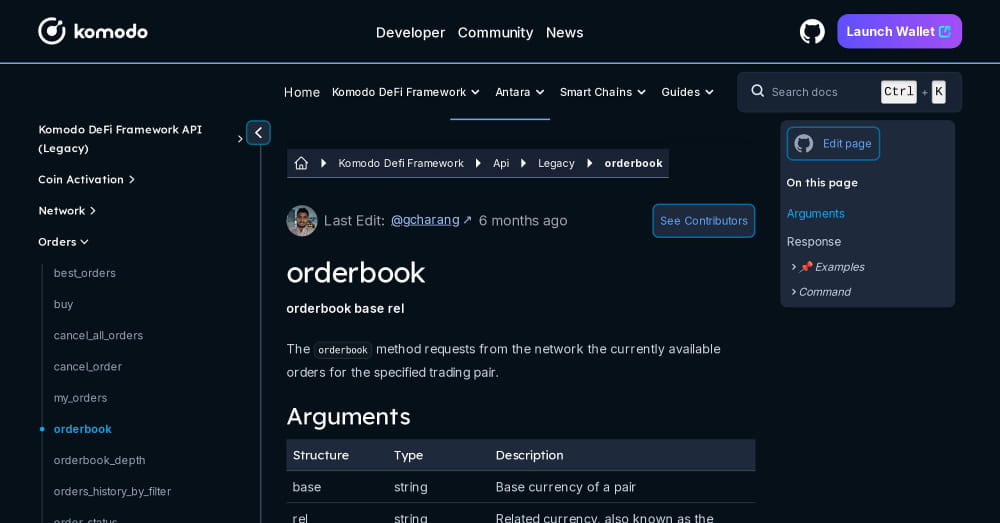 komodo
Developer Community News
Launch Wallet
Home Komodo DeFi Framework Antara Smart Chains Guides
Search docs Ctrl + K
Komodo DeFi Framework API
(Legacy)
Coin Activation
Network
Orders
best_orders
buy
cancel_all_orders
cancel_order
my_orders
orderbook
orderbook_depth
orders_history_by_filter
order_status
Komodo Defi Framework Api Legacy orderbook
Last Edit: @gcharang ↗ 6 months ago
See Contributors
orderbook
orderbook base rel
The orderbook method requests from the network the currently available
orders for the specified trading pair.
Arguments
Structure Type Description
base string Base currency of a pair
rel string Related currency, also known as the
Edit page
On this page
Arguments
Response
📌 Examples
Command